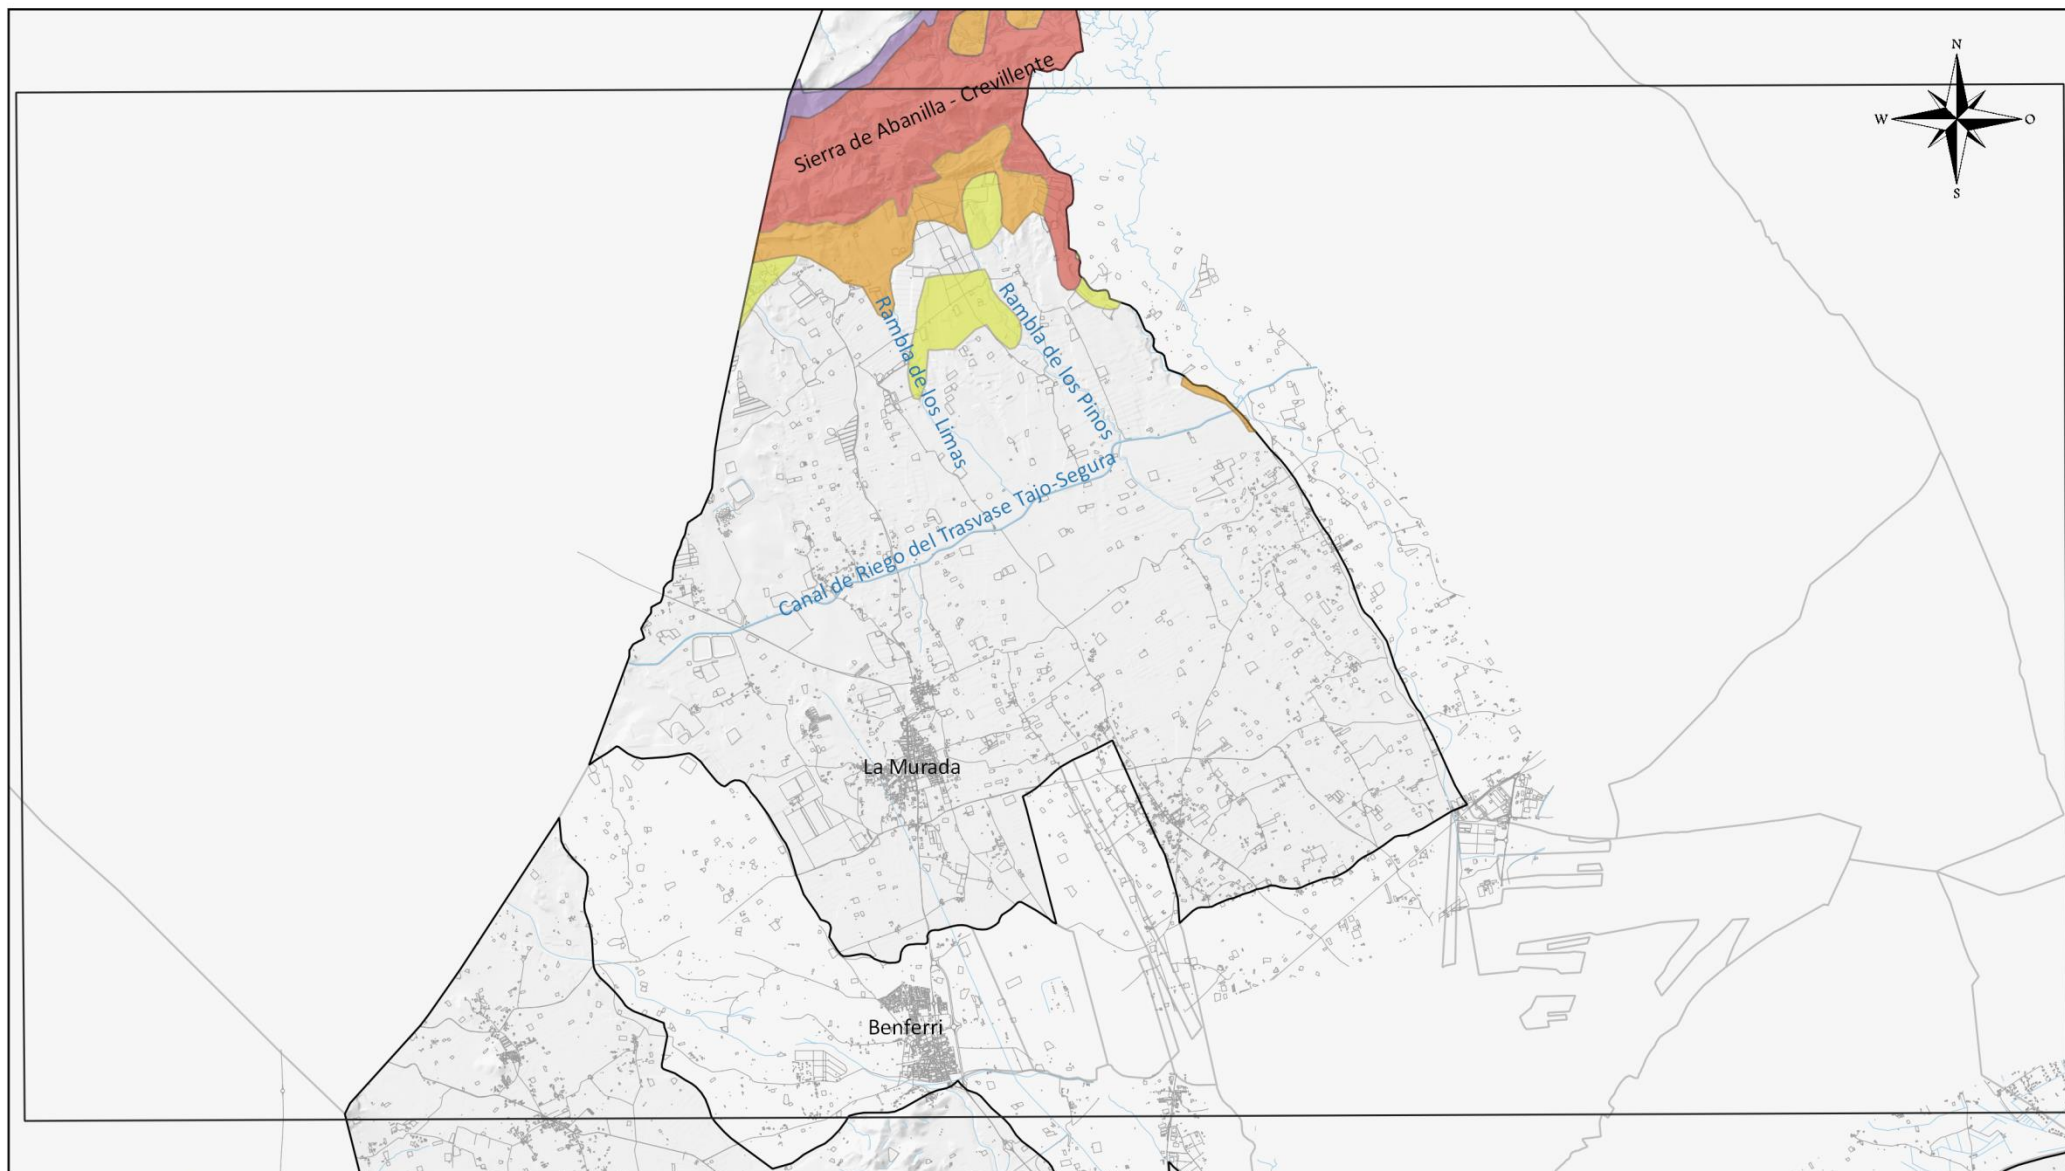 N
W
O
S
Sierra de Abanilla - Crevillente
Rambla de los Limas
Rambla de los Pinos
Canal de Riego del Trasvase Tajo-Segura
La Murada
Benferri